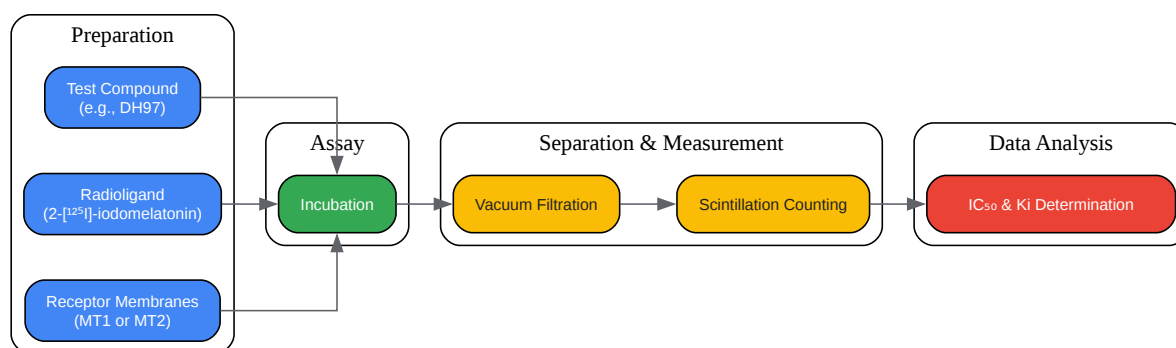 Preparation
Test Compound
(e.g., DH97)
Radioligand
(2-[¹²⁵I]-iodomelatonin)
Receptor Membranes
(MT1 or MT2)
Assay
Incubation
Separation & Measurement
Vacuum Filtration
Scintillation Counting
Data Analysis
IC₅₀ & Ki Determination